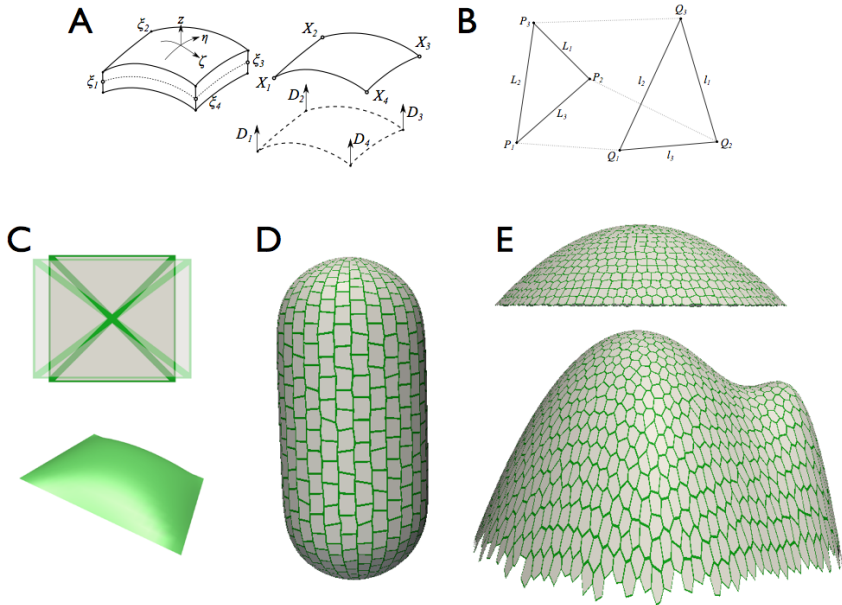 A
ξ2
z
η
ζ
ξ1
ξ3
ξ4
X2
X3
X1
X4
D2
D3
D1
D4
B
P3
Q3
L1
L2
P2
l2
l1
L3
P1
Q1
l3
Q2
C
D
E